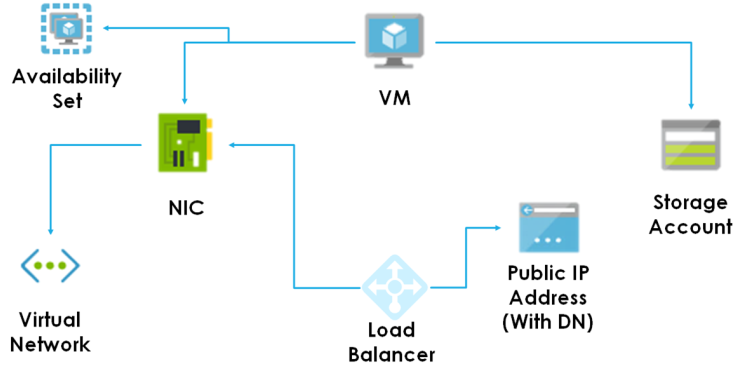 Availability
Set
VM
NIC
Storage
Account
Public IP
Address
(With DN)
Virtual
Network
Load
Balancer